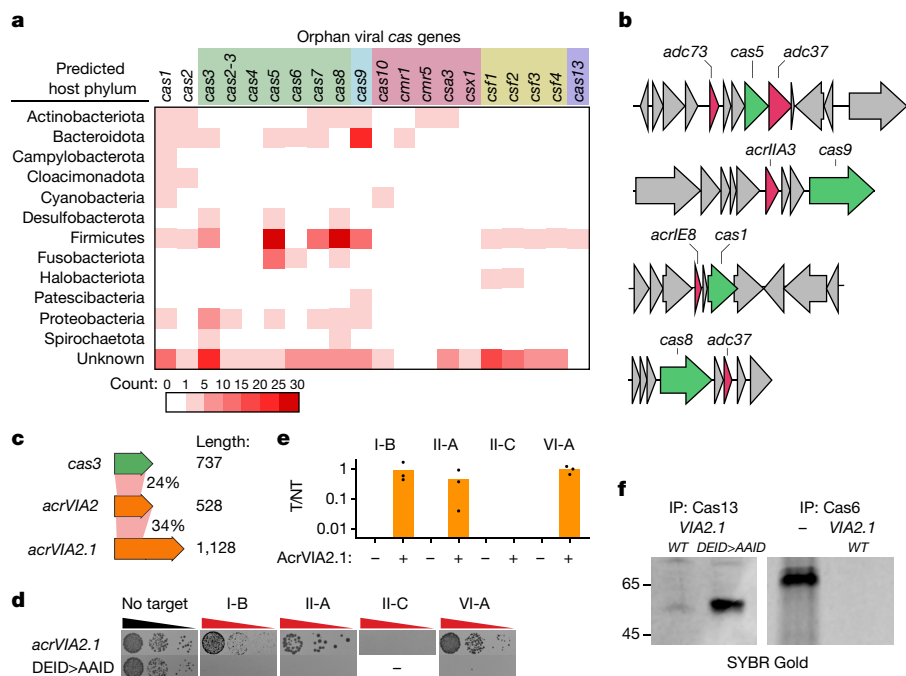 a
Orphan viral cas genes
Predicted host phylum
cas1 cas2 cas3 cas2-3 cas4 cas5 cas6 cas7 cas8 cas9 cas10 cmr1 cmr5 csa3 csx1 csf1 csf2 csf3 csf4 cas13
Actinobacteriota
Bacteroidota
Campylobacterota
Cloacimonadota
Cyanobacteria
Desulfobacterota
Firmicutes
Fusobacteriota
Halobacteriota
Patescibacteria
Proteobacteria
Spirochaetota
Unknown
Count: 0 1 5 10 15 20 25 30
b
adc73 cas5 adc37
acrIIA3 cas9
acrIE8 cas1
cas8 adc37
c
Length:
cas3 737
24%
acrVIA2 528
34%
acrVIA2.1 1,128
d
No target I-B II-A II-C VI-A
acrVIA2.1
DEID>AAID –
e
I-B II-A II-C VI-A
T/NT
1
0.1
0.01
AcrVIA2.1: – + – + – + – +
f
IP: Cas13 IP: Cas6
VIA2.1 – VIA2.1
WT DEID>AAID WT
65
45
SYBR Gold